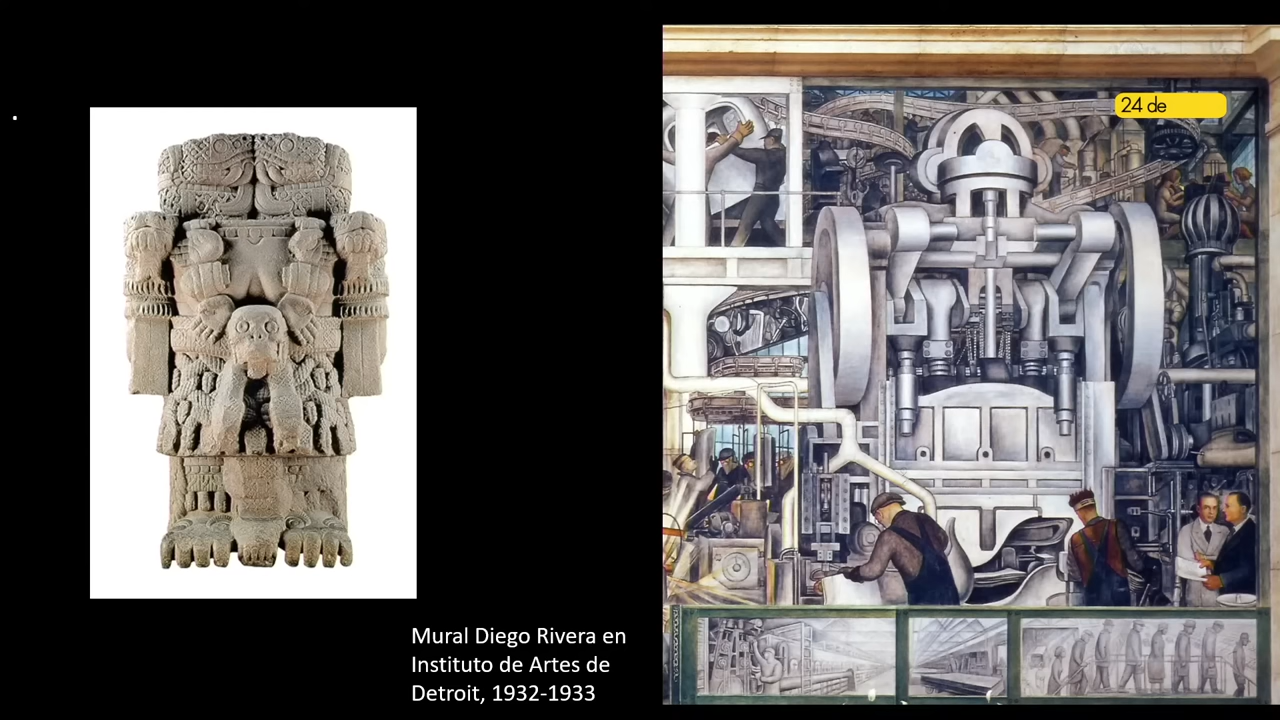 24 de
Mural Diego Rivera en
Instituto de Artes de
Detroit, 1932-1933